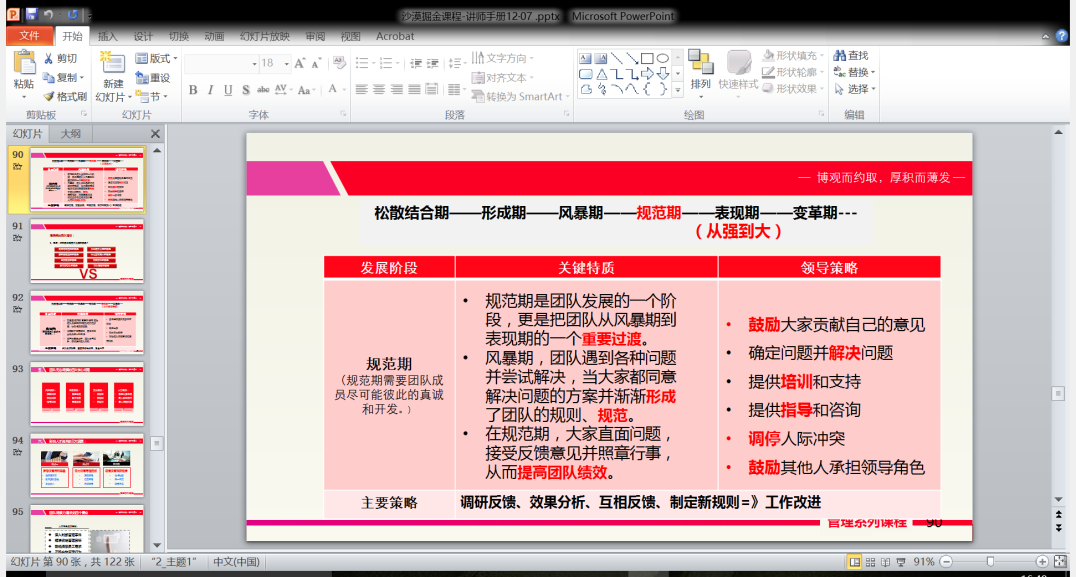 沙漠掘金课程-讲师手册12-07 .pptx - Microsoft PowerPoint
文件 开始 插入 设计 切换 动画 幻灯片放映 审阅 视图 Acrobat
粘贴 剪切 复制 格式刷 剪贴板
新建 幻灯片 版式 重设 节 幻灯片
18 A A B I U S abc AV Aa A 字体
文字方向 对齐文本 转换为 SmartArt 段落
排列 快速样式 形状填充 形状轮廓 形状效果 绘图
查找 替换 选择 编辑
幻灯片 大纲
90
91
VS
92
93
94
95
— 博观而约取，厚积而薄发 —
松散结合期——形成期——风暴期——规范期——表现期——变革期---
（从强到大）
发展阶段 关键特质 领导策略
规范期
（规范期需要团队成
员尽可能彼此的真诚
和开发。）
• 规范期是团队发展的一个阶
段，更是把团队从风暴期到
表现期的一个重要过渡。
• 风暴期，团队遇到各种问题
并尝试解决，当大家都同意
解决问题的方案并渐渐形成
了团队的规则、规范。
• 在规范期，大家直面问题，
接受反馈意见并照章行事，
从而提高团队绩效。
• 鼓励大家贡献自己的意见
• 确定问题并解决问题
• 提供培训和支持
• 提供指导和咨询
• 调停人际冲突
• 鼓励其他人承担领导角色
主要策略 调研反馈、效果分析、互相反馈、制定新规则=》工作改进
管理系列课程 90
幻灯片 第 90 张，共 122 张 "2_主题1" 中文(中国) 91%